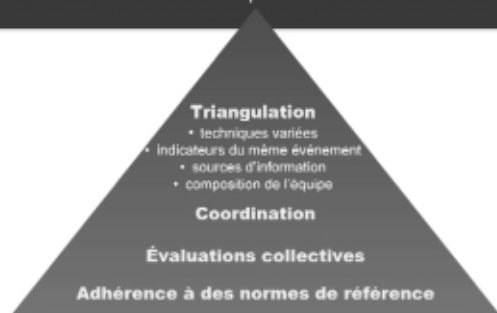 Triangulation
• techniques variées
• indicateurs du même événement
• sources d'information
• composition de l'équipe
Coordination
Évaluations collectives
Adhérence à des normes de référence